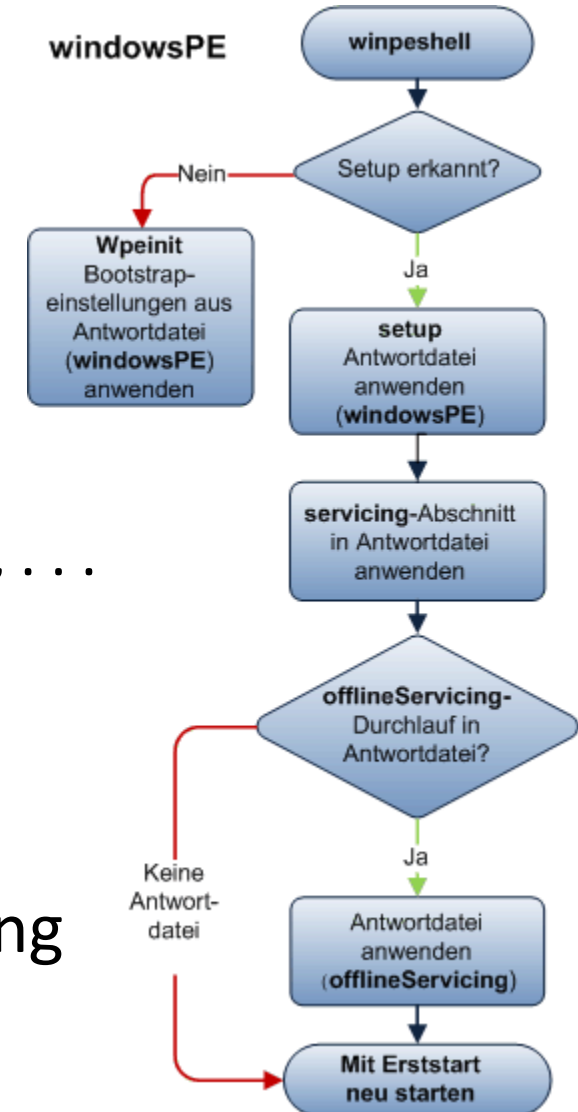 windowsPE
winpeshell
Setup erkannt?
Nein
Ja
Wpeinit
Bootstrap-
einstellungen aus
Antwortdatei
(windowsPE)
anwenden
setup
Antwortdatei
anwenden
(windowsPE)
servicing-Abschnitt
in Antwortdatei
anwenden
, . . .
offlineServicing-
Durchlauf in
Antwortdatei?
Ja
Keine
Antwort-
datei
ng
Antwortdatei
anwenden
(offlineServicing)
Mit Erststart
neu starten